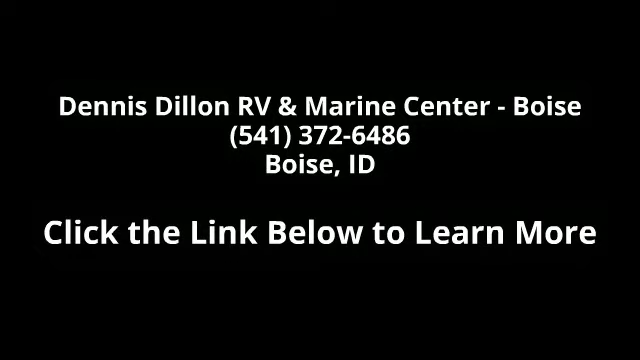 Dennis Dillon RV & Marine Center - Boise
(541) 372-6486
Boise, ID
Click the Link Below to Learn More